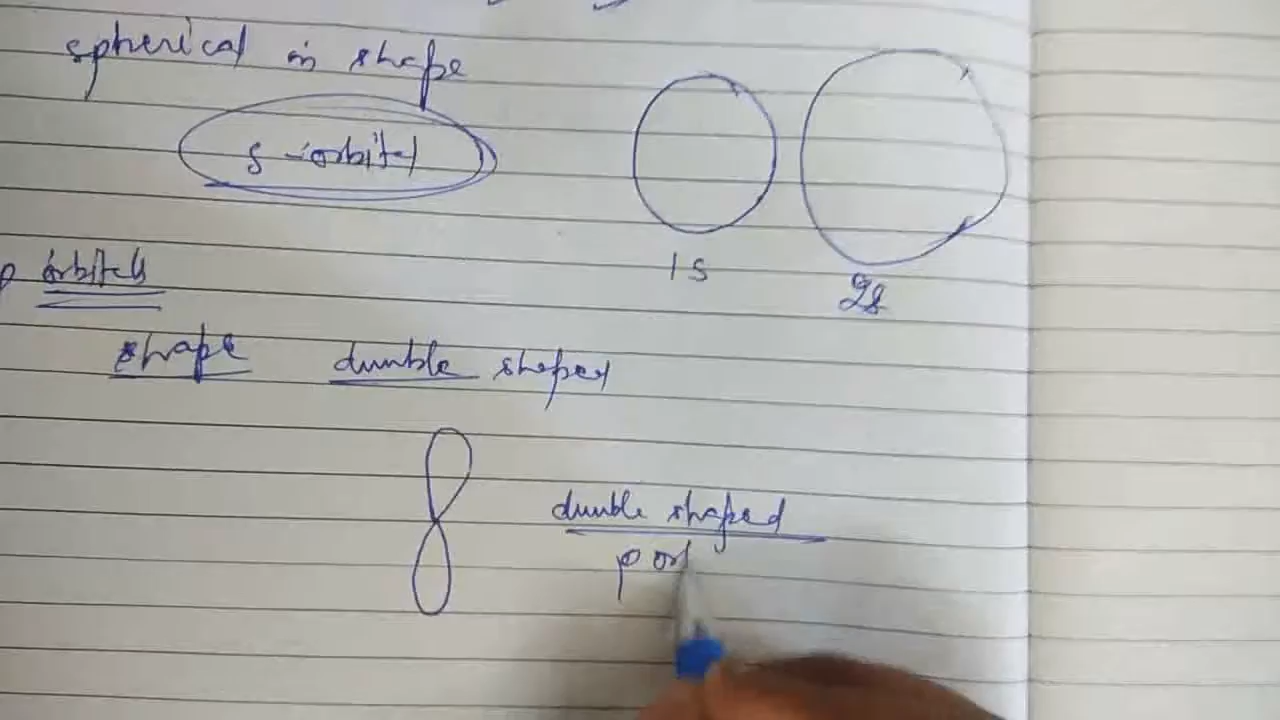 spherical in shape
s-orbital
1s
2s
p orbitals
shape dumble shaped
dumble shaped
p orb